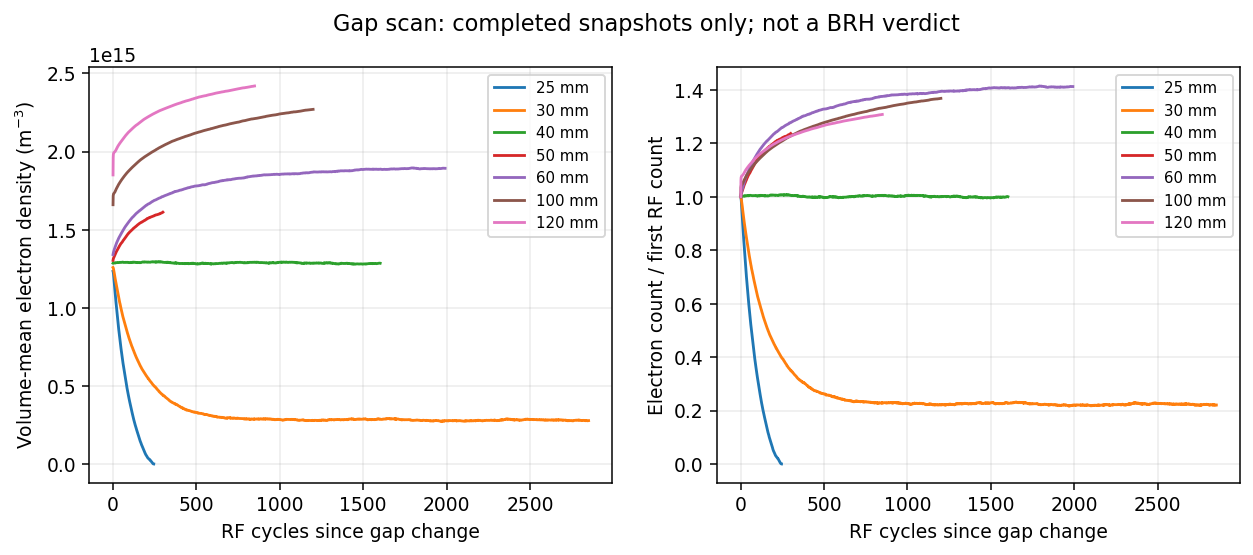 Gap scan: completed snapshots only; not a BRH verdict
1e15
2.5
2.0
1.5
1.0
0.5
0.0
Volume-mean electron density (m⁻³)
0
500
1000
1500
2000
2500
RF cycles since gap change
25 mm
30 mm
40 mm
50 mm
60 mm
100 mm
120 mm
1.4
1.2
1.0
0.8
0.6
0.4
0.2
0.0
Electron count / first RF count
0
500
1000
1500
2000
2500
RF cycles since gap change
25 mm
30 mm
40 mm
50 mm
60 mm
100 mm
120 mm